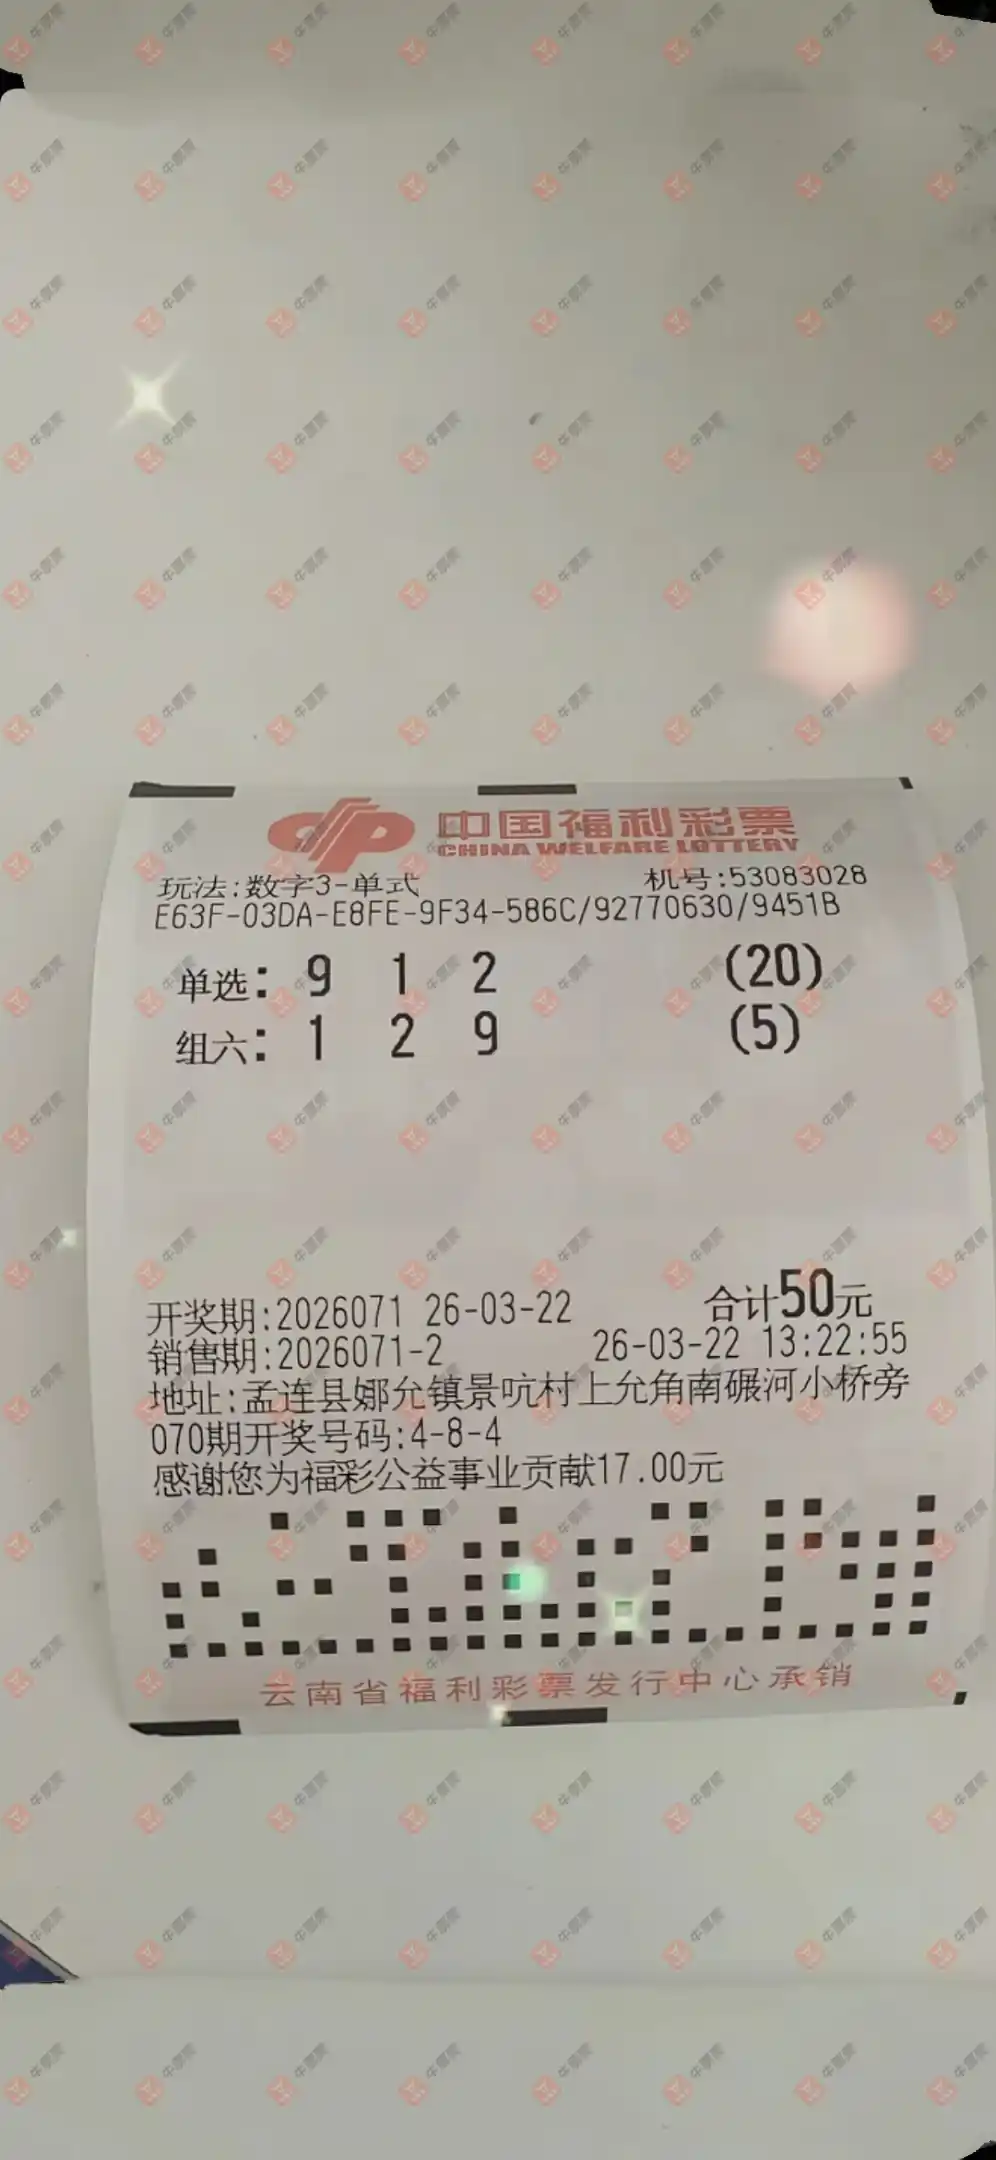 中国福利彩票
CHINA WELFARE LOTTERY
玩法:数字3-单式 机号:53083028
E63F-03DA-E8FE-9F34-586C/92770630/9451B
单选: 9 1 2 (20)
组六: 1 2 9 (5)
开奖期:2026071 26-03-22 合计50元
销售期:2026071-2 26-03-22 13:22:55
地址:孟连县娜允镇景吭村上允角南碾河小桥旁
070期开奖号码:4-8-4
感谢您为福彩公益事业贡献17.00元
云南省福利彩票发行中心承销